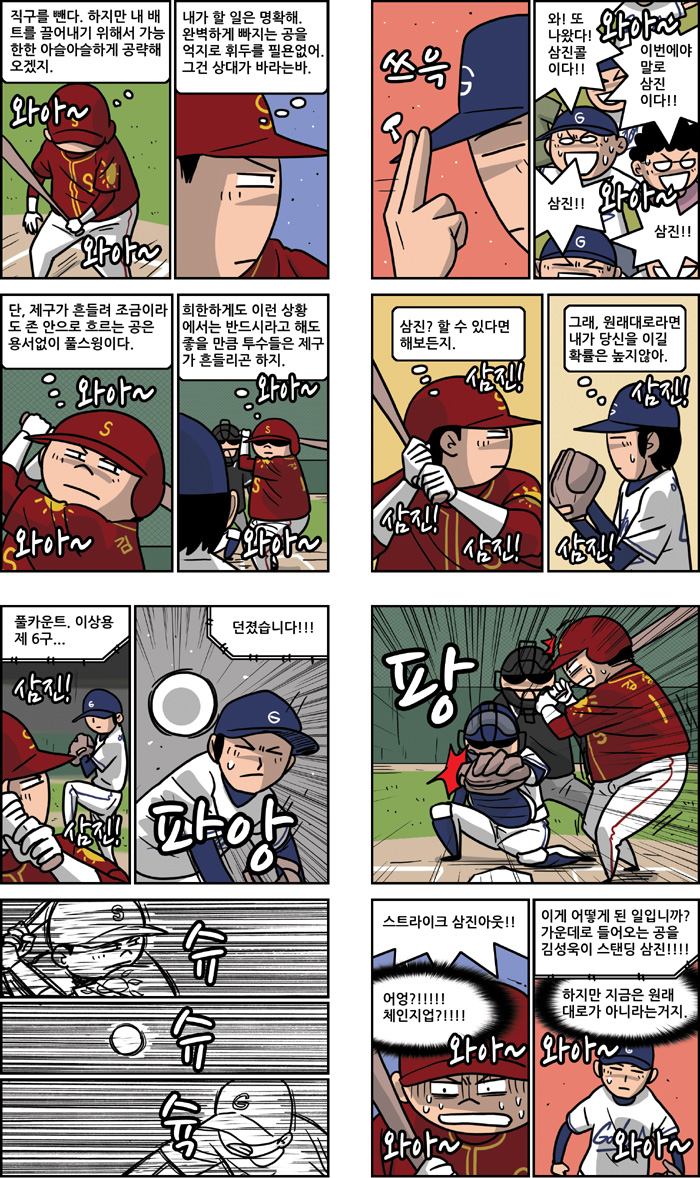 직구를 뺀다. 하지만 내 배
트를 끌어내기 위해서 가능
한한 아슬아슬하게 공략해
오겠지.
와아~
와아~
내가 할 일은 명확해.
완벽하게 빠지는 공을
억지로 휘두를 필욘없어.
그건 상대가 바라는바.
단, 제구가 흔들려 조금이라
도 존 안으로 흐르는 공은
용서없이 풀스윙이다.
와아~
와아~
희한하게도 이런 상황
에서는 반드시라고 해도
좋을 만큼 투수들은 제구
가 흔들리곤 하지.
와아~
와아~
쓰윽
와! 또
나왔다!
삼진콜
이다!!
와아~
이번에야
말로
삼진
이다!!
삼진!!
와아~
삼진!!
삼진? 할 수 있다면
해보든지.
삼진!
삼진!
삼진!
그래, 원래대로라면
내가 당신을 이길
확률은 높지않아.
삼진!
삼진!
풀카운트. 이상용
제 6구...
삼진!
삼진!
던졌습니다!!!
파앙
슈
슈
슉
팡
스트라이크 삼진아웃!!
어엉?!!!!!
체인지업?!!!!
와아~
와아~
이게 어떻게 된 일입니까?
가운데로 들어오는 공을
김성욱이 스탠딩 삼진!!!!
하지만 지금은 원래
대로가 아니라는거지.
와아~